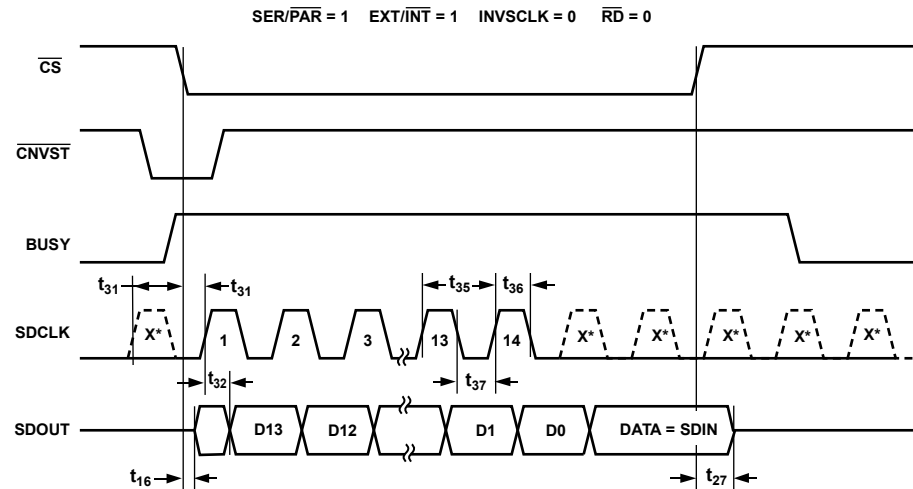 SER/PAR = 1 EXT/INT = 1 INVSCLK = 0 RD = 0
CS
CNVST
BUSY
t31 t31 t35 t36
SDCLK X* 1 2 3 13 14 X* X* X* X* X*
t32 t37
SDOUT D13 D12 D1 D0 DATA = SDIN
t16 t27